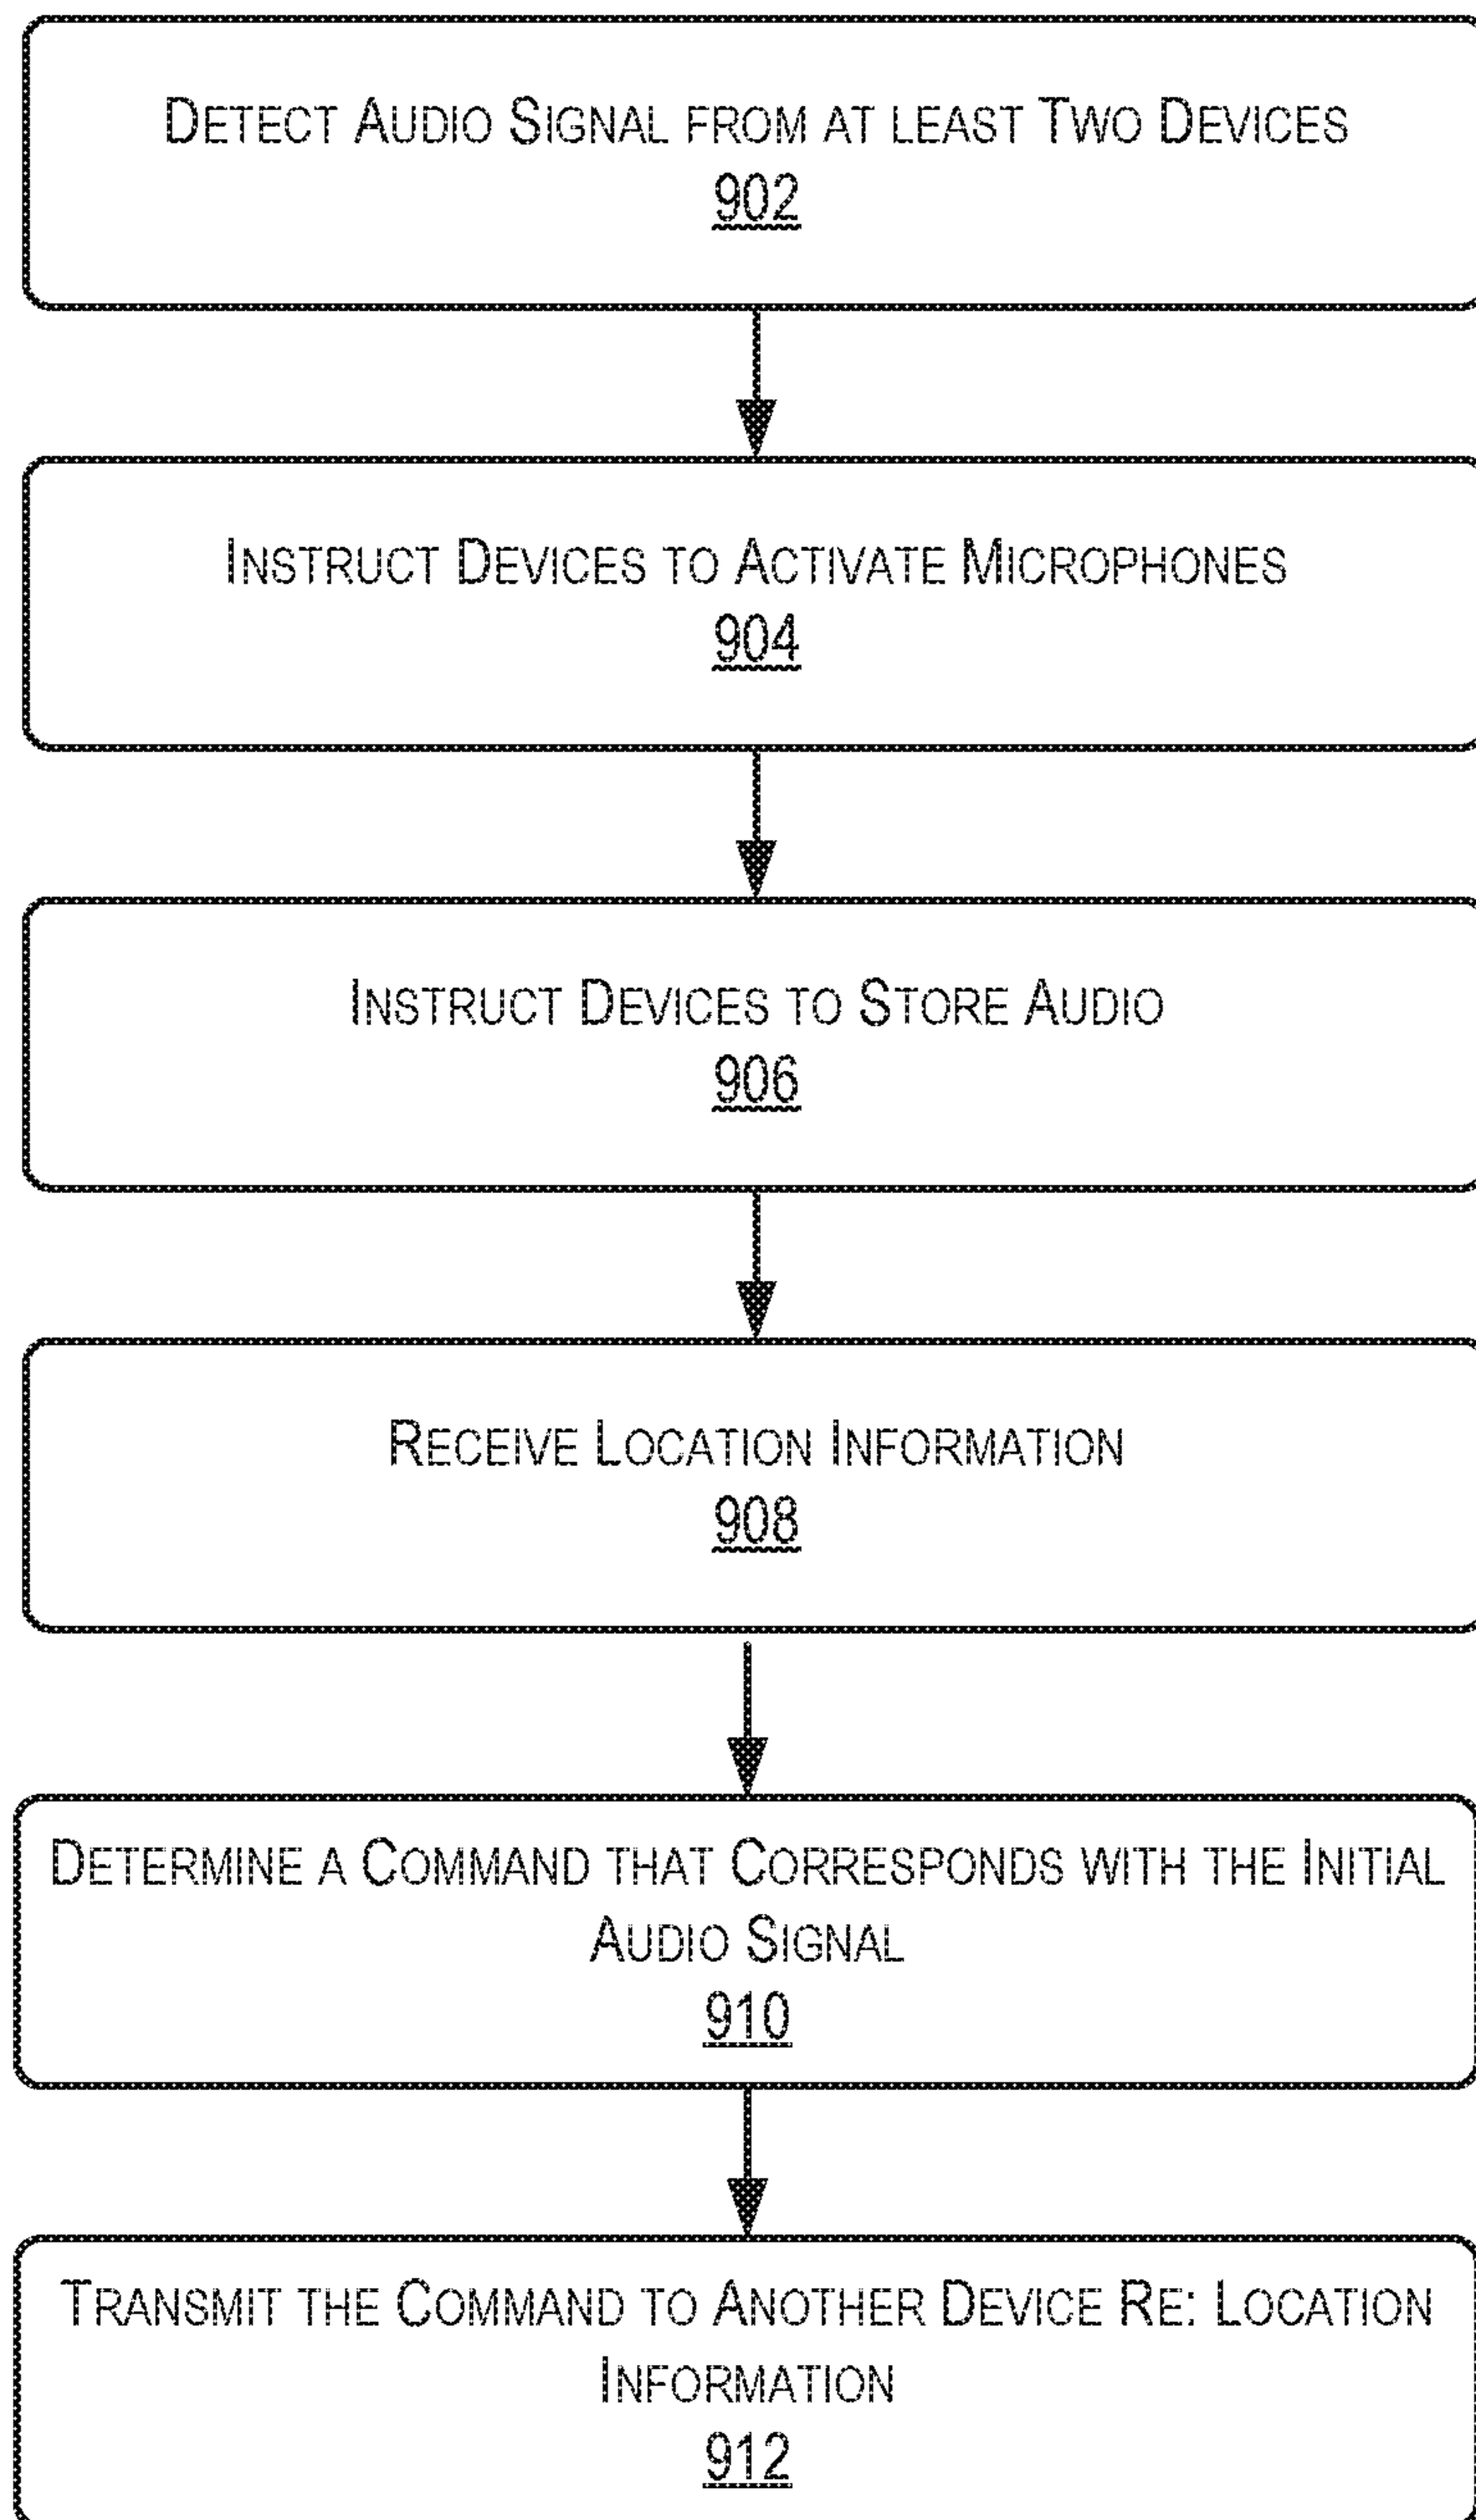 DETECT AUDIO SIGNAL FROM AT LEAST TWO DEVICES
902
INSTRUCT DEVICES TO ACTIVATE MICROPHONES
904
INSTRUCT DEVICES TO STORE AUDIO
906
RECEIVE LOCATION INFORMATION
908
DETERMINE A COMMAND THAT CORRESPONDS WITH THE INITIAL
AUDIO SIGNAL
910
TRANSMIT THE COMMAND TO ANOTHER DEVICE RE: LOCATION
INFORMATION
912